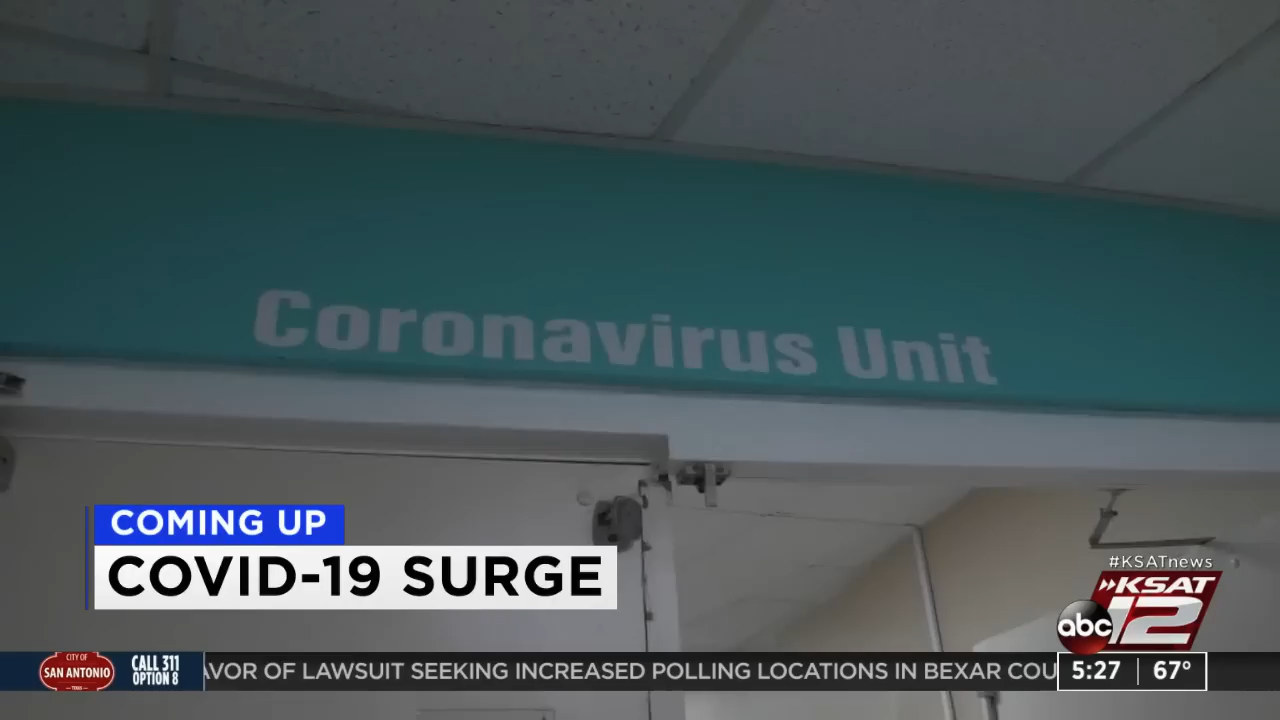 Coronavirus Unit
COMING UP
COVID-19 SURGE
#KSATnews
KSAT
abc 12
CITY OF
SAN ANTONIO
TEXAS
CALL 311
OPTION 8
AVOR OF LAWSUIT SEEKING INCREASED POLLING LOCATIONS IN BEXAR COU
5:27 67°